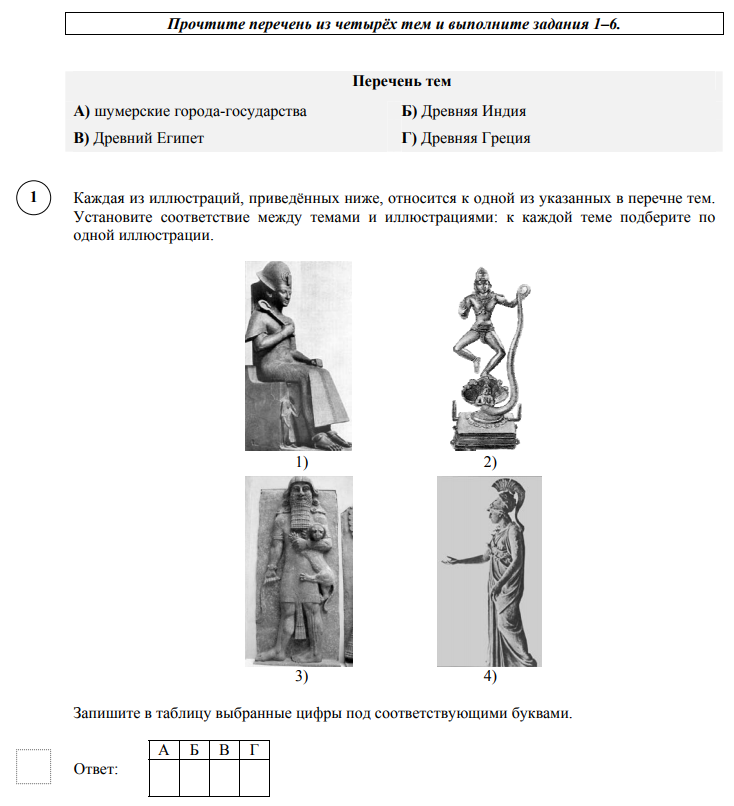 Прочтите перечень из четырёх тем и выполните задания 1–6.
Перечень тем
А) шумерские города-государства
Б) Древняя Индия
В) Древний Египет
Г) Древняя Греция
1
Каждая из иллюстраций, приведённых ниже, относится к одной из указанных в перечне тем.
Установите соответствие между темами и иллюстрациями: к каждой теме подберите по
одной иллюстрации.
1)
2)
3)
4)
Запишите в таблицу выбранные цифры под соответствующими буквами.
Ответ:
А Б В Г